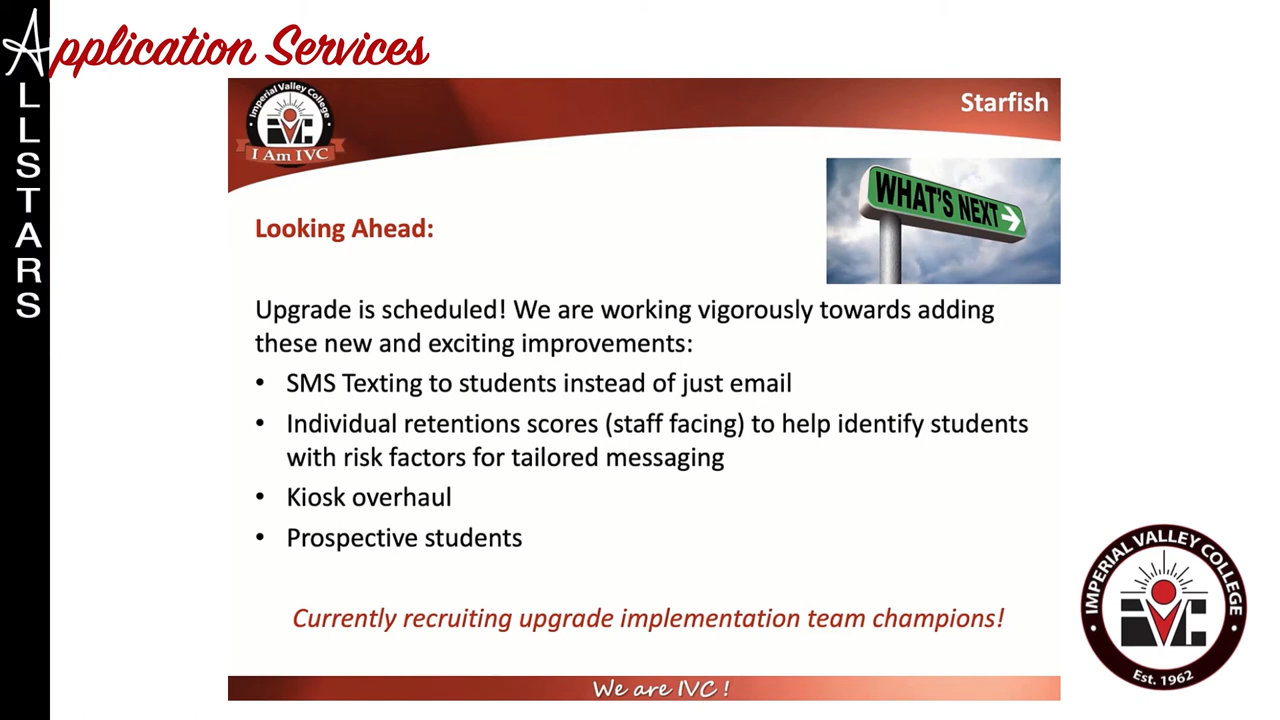 Application Services
ALLSTARS
Imperial Valley College
IVC
I Am IVC
Starfish
WHAT'S NEXT
Looking Ahead:
Upgrade is scheduled! We are working vigorously towards adding
these new and exciting improvements:
• SMS Texting to students instead of just email
• Individual retentions scores (staff facing) to help identify students
with risk factors for tailored messaging
• Kiosk overhaul
• Prospective students
Currently recruiting upgrade implementation team champions!
We are IVC !
IMPERIAL VALLEY COLLEGE
IVC
Est. 1962